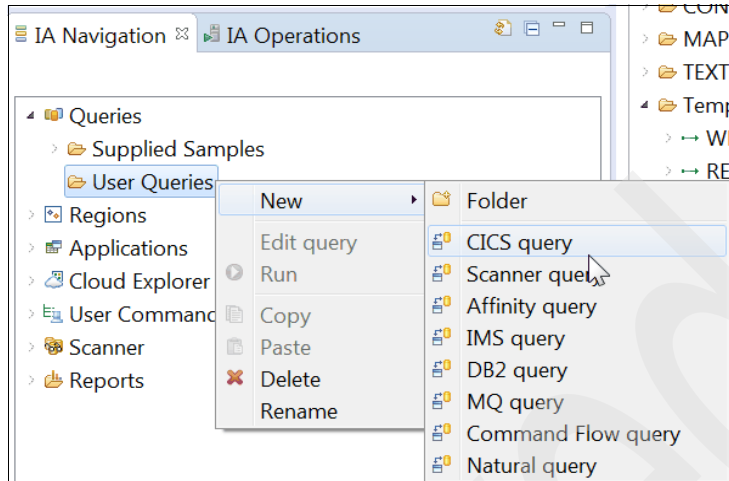 IA Navigation
IA Operations
Queries
Supplied Samples
User Queries
Regions
Applications
Cloud Explorer
User Command
Scanner
Reports
New
Edit query
Run
Copy
Paste
Delete
Rename
Folder
CICS query
Scanner query
Affinity query
IMS query
DB2 query
MQ query
Command Flow query
Natural query
CON
MAP
TEXT
Temp
WI
RE